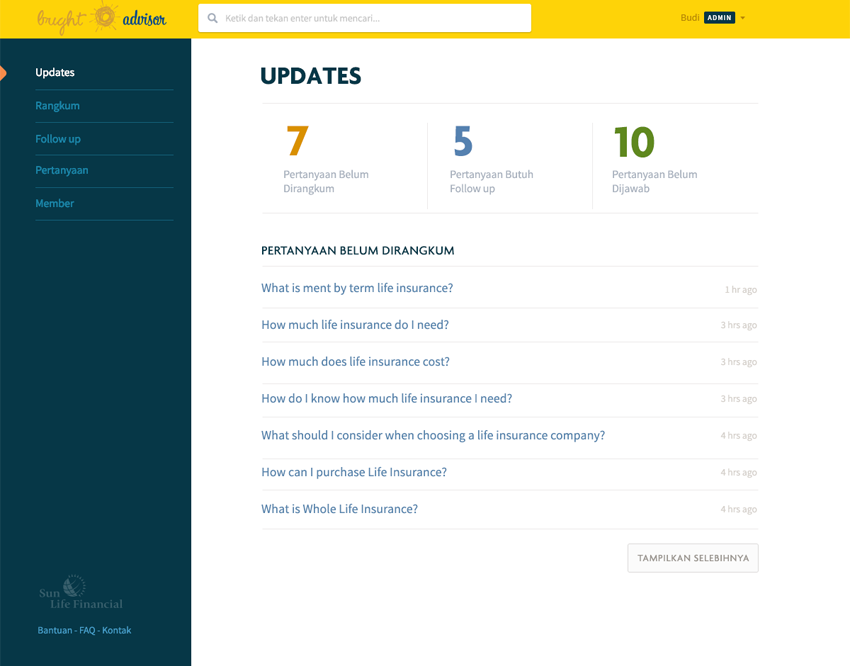 bright advisor
Ketik dan tekan enter untuk mencari...
Budi ADMIN
Updates
Rangkum
Follow up
Pertanyaan
Member
UPDATES
7
Pertanyaan Belum
Dirangkum
5
Pertanyaan Butuh
Follow up
10
Pertanyaan Belum
Dijawab
PERTANYAAN BELUM DIRANGKUM
What is ment by term life insurance? 1 hr ago
How much life insurance do I need? 3 hrs ago
How much does life insurance cost? 3 hrs ago
How do I know how much life insurance I need? 3 hrs ago
What should I consider when choosing a life insurance company? 4 hrs ago
How can I purchase Life Insurance? 4 hrs ago
What is Whole Life Insurance? 4 hrs ago
TAMPILKAN SELEBIHNYA
Sun
Life Financial
Bantuan - FAQ - Kontak